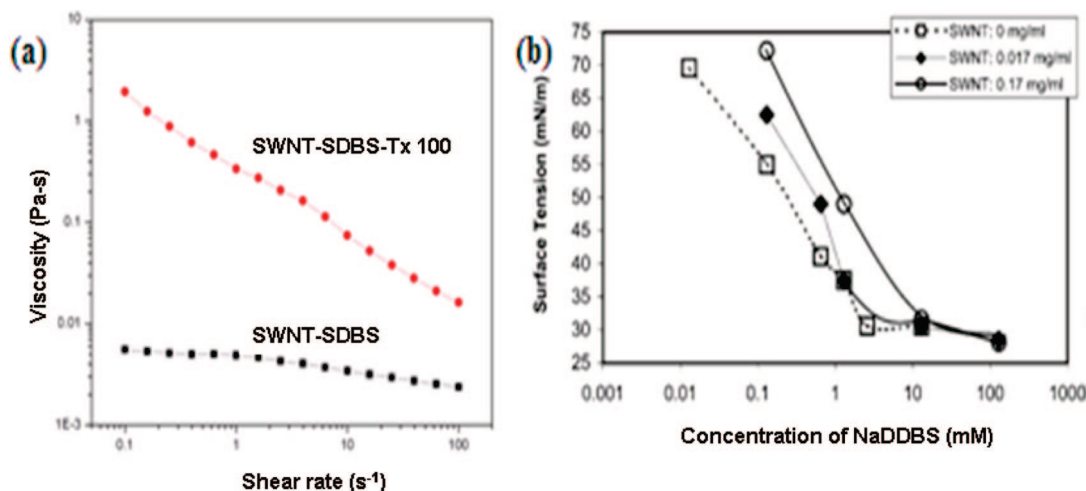 (a)
10
1
0.1
0.01
1E-3
Viscosity (Pa-s)
SWNT-SDBS-Tx 100
SWNT-SDBS
0.1 1 10 100
Shear rate (s⁻¹)
(b)
75
70
65
60
55
50
45
40
35
30
25
Surface Tension (mN/m)
SWNT: 0 mg/ml
SWNT: 0.017 mg/ml
SWNT: 0.17 mg/ml
0.001 0.01 0.1 1 10 100 1000
Concentration of NaDDBS (mM)